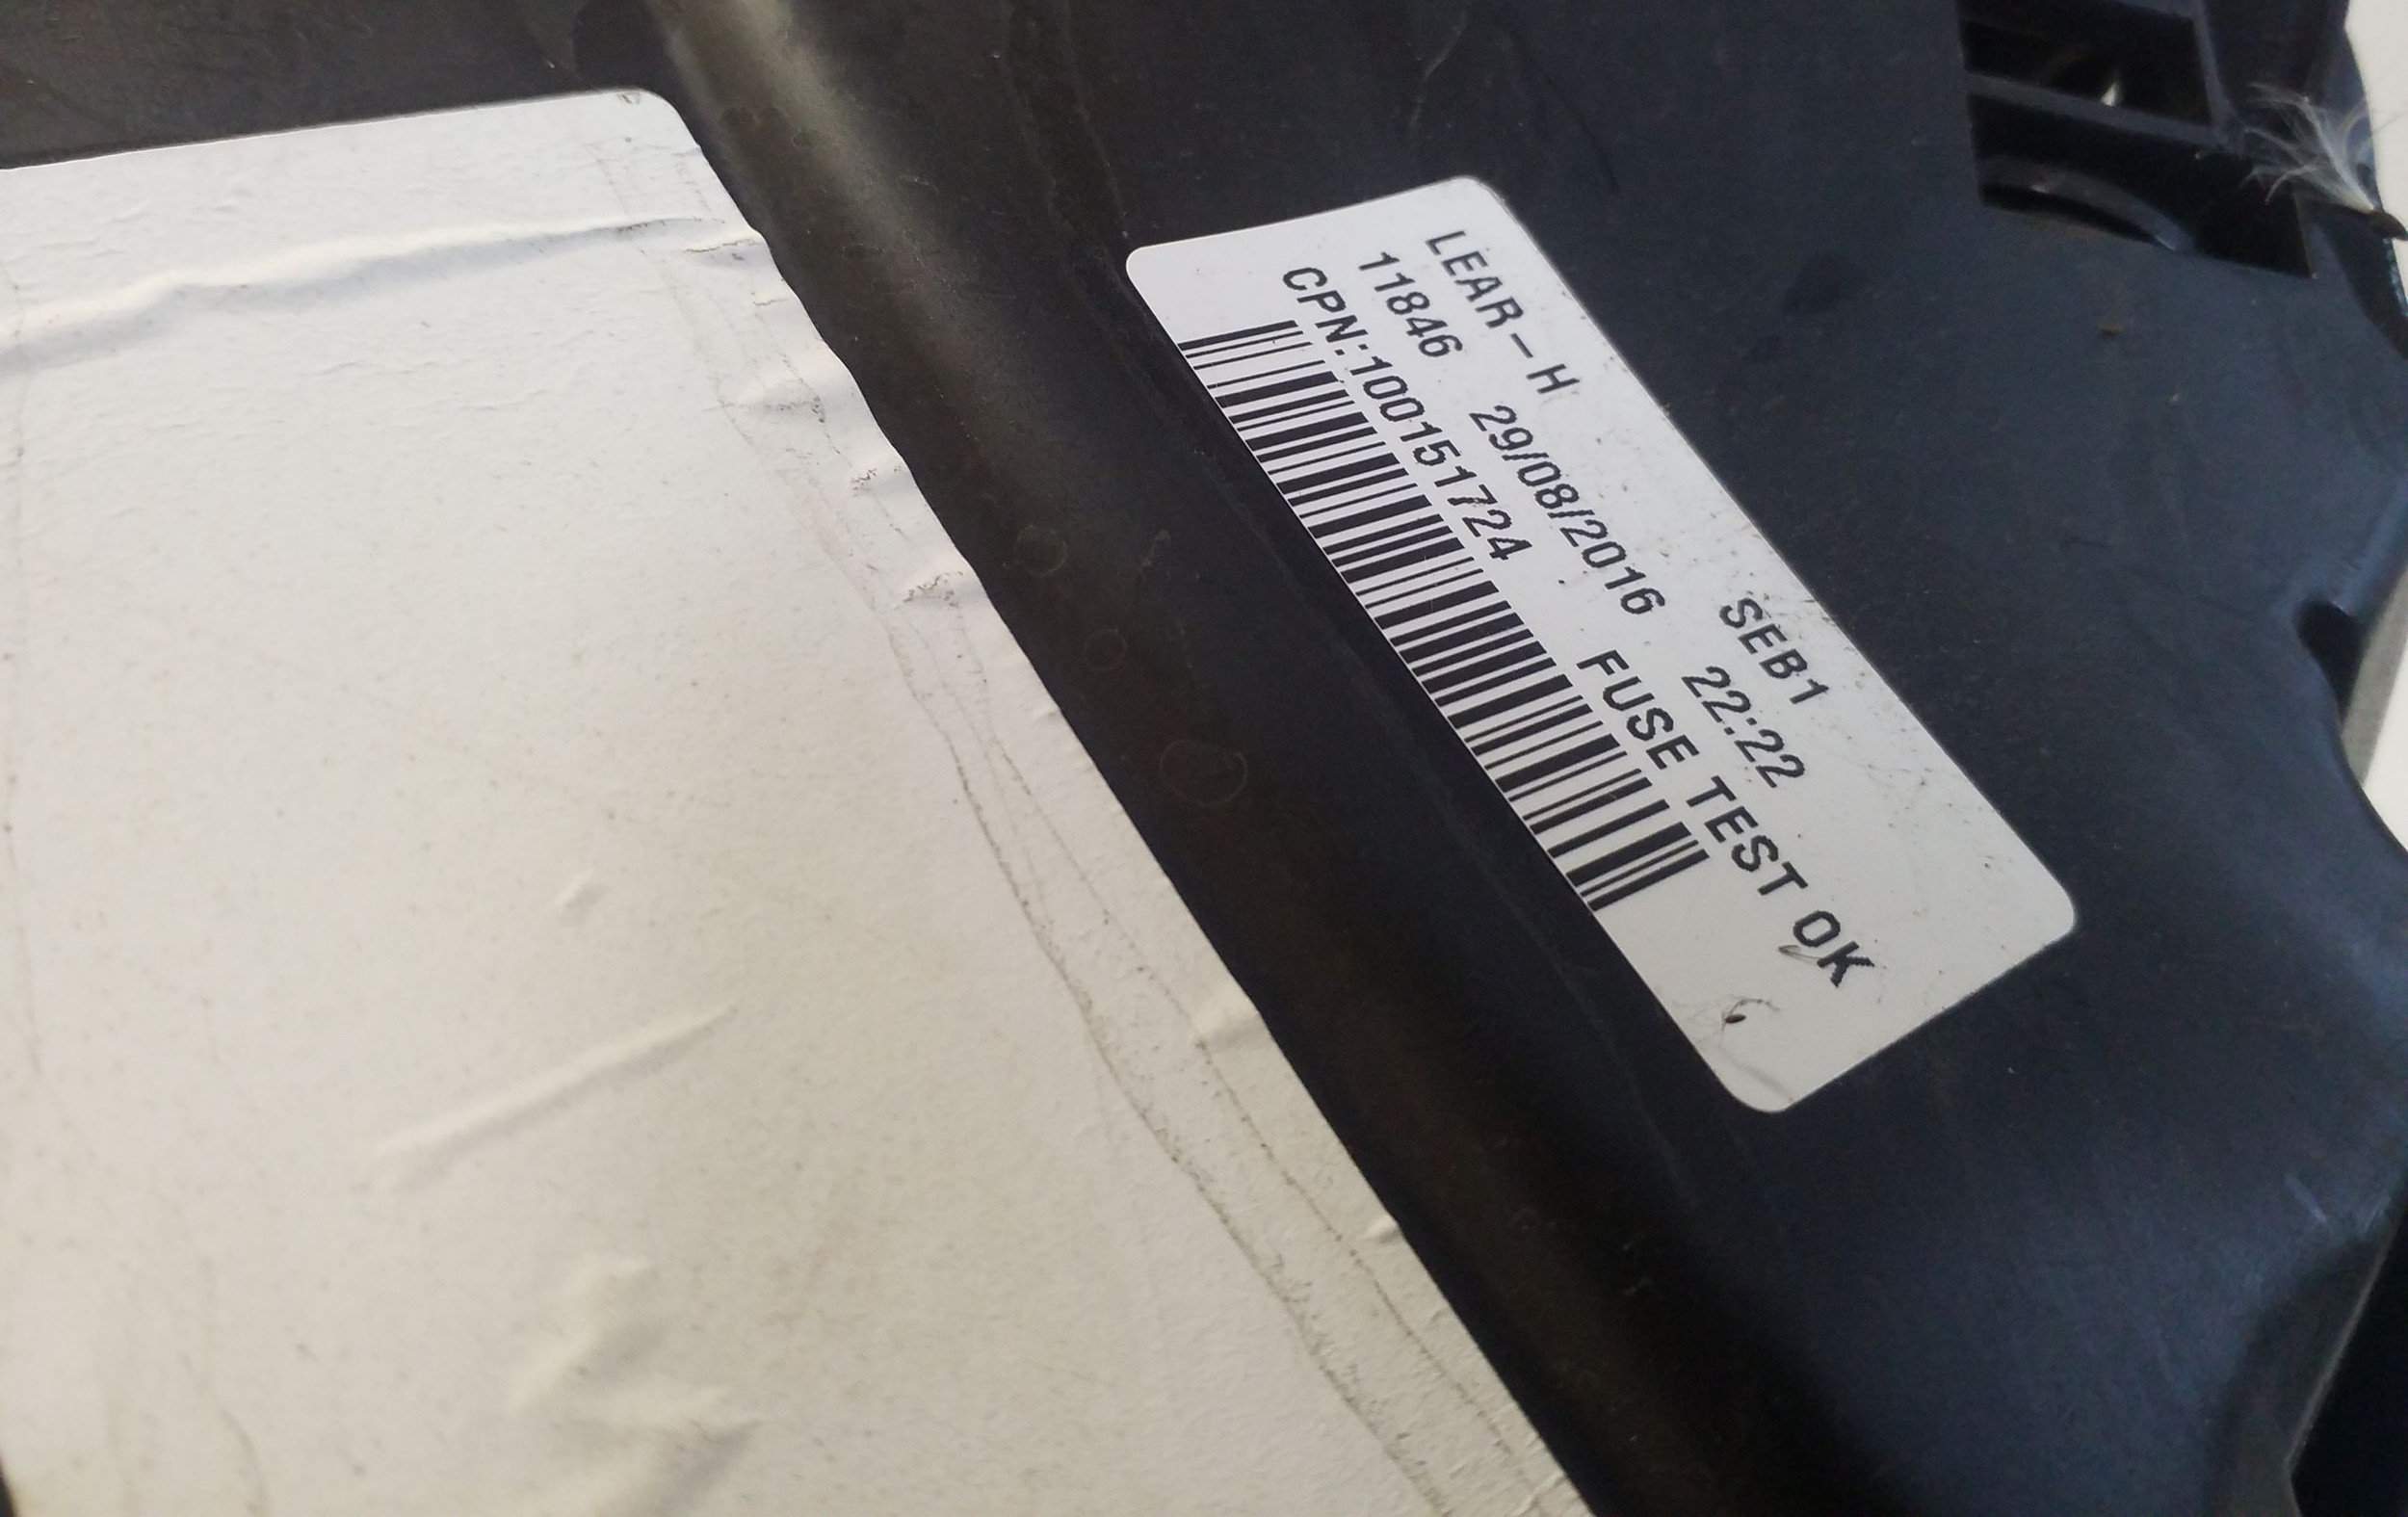 LEAR-H SEB1
11846 29/08/2016 22:22
CPN:100151724 FUSE TEST OK